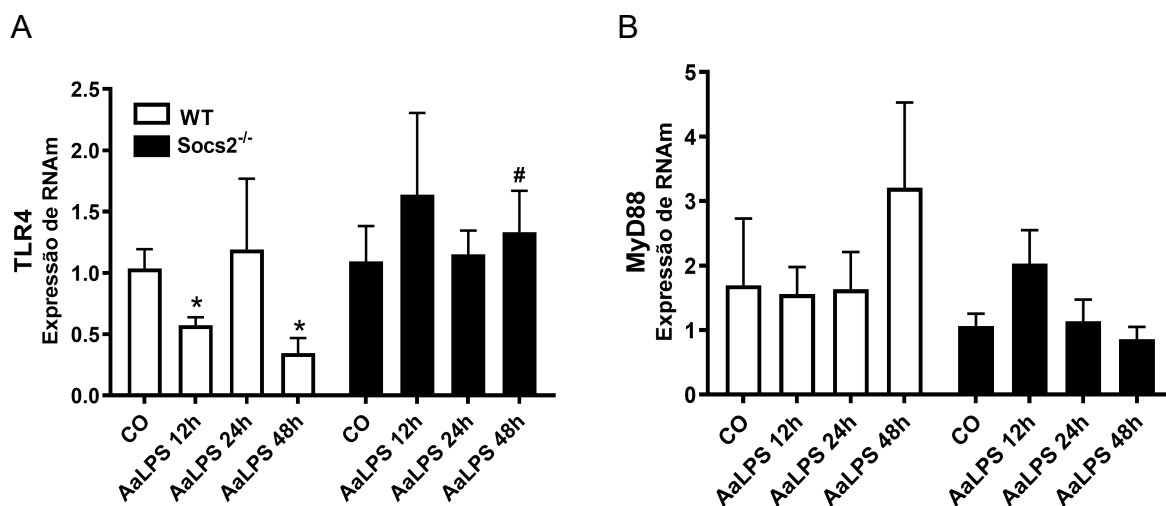 A
TLR4
Expressão de RNAm
2.5
2.0
1.5
1.0
0.5
0.0
WT
Socs2-/-
*
*
#
CO
AaLPS 12h
AaLPS 24h
AaLPS 48h
CO
AaLPS 12h
AaLPS 24h
AaLPS 48h
B
MyD88
Expressão de RNAm
5
4
3
2
1
0
CO
AaLPS 12h
AaLPS 24h
AaLPS 48h
CO
AaLPS 12h
AaLPS 24h
AaLPS 48h